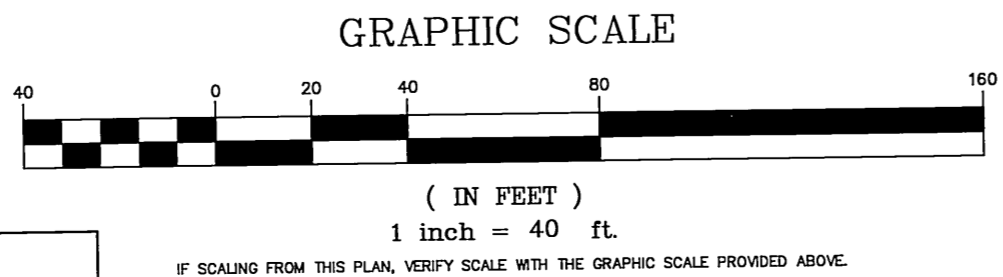 GRAPHIC SCALE
40 0 20 40 80 160
( IN FEET )
1 inch = 40 ft.
IF SCALING FROM THIS PLAN, VERIFY SCALE WITH THE GRAPHIC SCALE PROVIDED ABOVE.